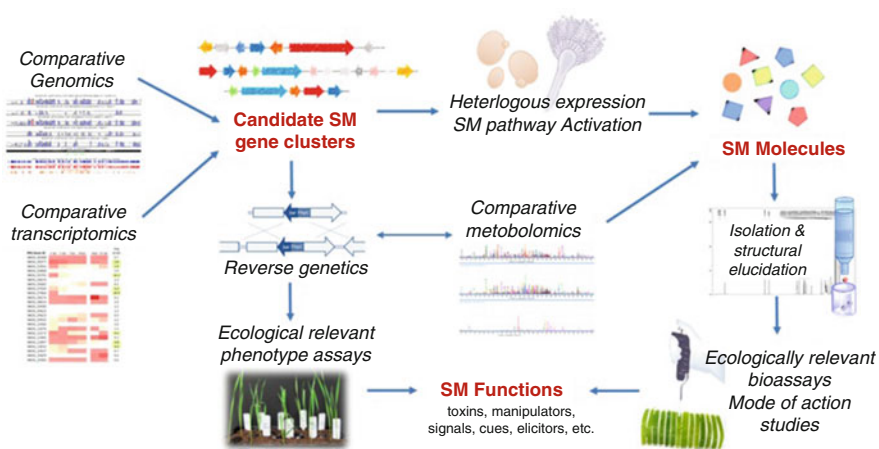 Comparative
Genomics
Candidate SM
gene clusters
Heterlogous expression
SM pathway Activation
SM Molecules
Comparative
transcriptomics
Reverse genetics
Comparative
metobolomics
Isolation &
structural
elucidation
Ecological relevant
phenotype assays
SM Functions
toxins, manipulators,
signals, cues, elicitors, etc.
Ecologically relevant
bioassays
Mode of action
studies